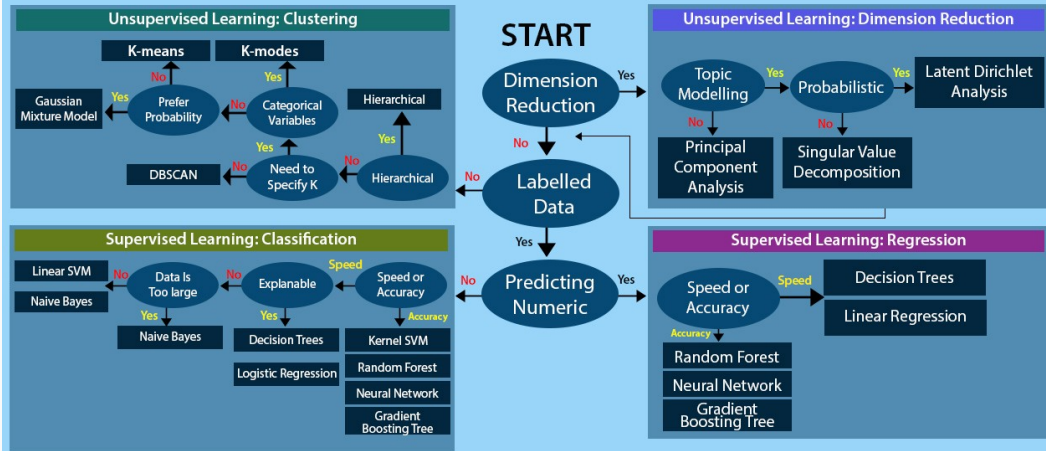 Unsupervised Learning: Clustering
K-means
K-modes
No
Yes
Gaussian
Mixture Model
Yes
Prefer
Probability
No
Categorical
Variables
Hierarchical
Yes
Yes
DBSCAN
No
Need to
Specify K
No
Hierarchical
START
Dimension
Reduction
Yes
No
No
Labelled
Data
Yes
No
Predicting
Numeric
Yes
Unsupervised Learning: Dimension Reduction
Topic
Modelling
Yes
Probabilistic
Yes
Latent Dirichlet
Analysis
No
No
Principal
Component
Analysis
Singular Value
Decomposition
Supervised Learning: Classification
Linear SVM
Naive Bayes
No
Data Is
Too large
No
Explanable
Speed
Speed or
Accuracy
Yes
Yes
Accuracy
Naive Bayes
Decision Trees
Logistic Regression
Kernel SVM
Random Forest
Neural Network
Gradient
Boosting Tree
Supervised Learning: Regression
Speed or
Accuracy
Speed
Decision Trees
Linear Regression
Accuracy
Random Forest
Neural Network
Gradient
Boosting Tree